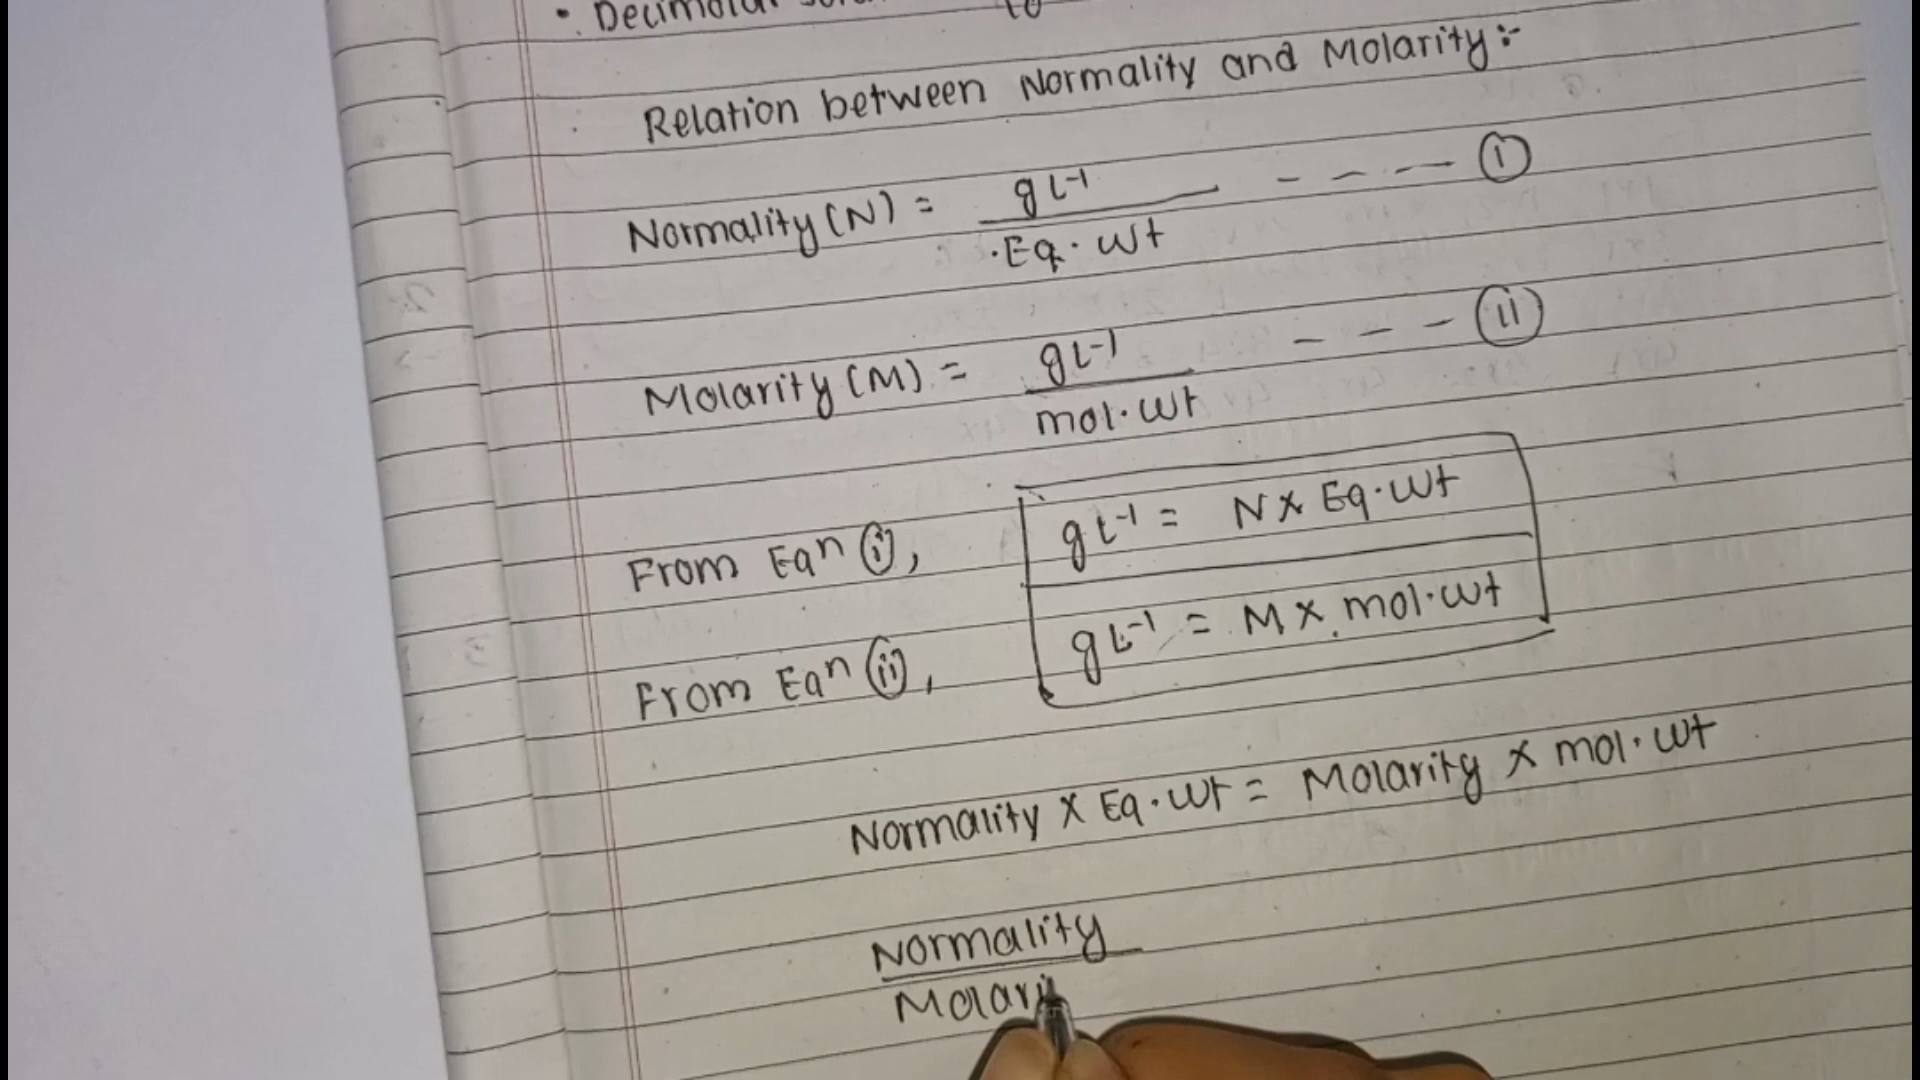 Relation between Normality and Molarity :-
Normality (N) = gL⁻¹ / Eq. wt - - - - (i)
Molarity (M) = gL⁻¹ / mol. wt - - - (ii)
From Eqⁿ (i), gL⁻¹ = N x Eq. wt
From Eqⁿ (ii), gL⁻¹ = M x mol. wt
Normality x Eq. wt = Molarity x mol. wt
Normality
Molari